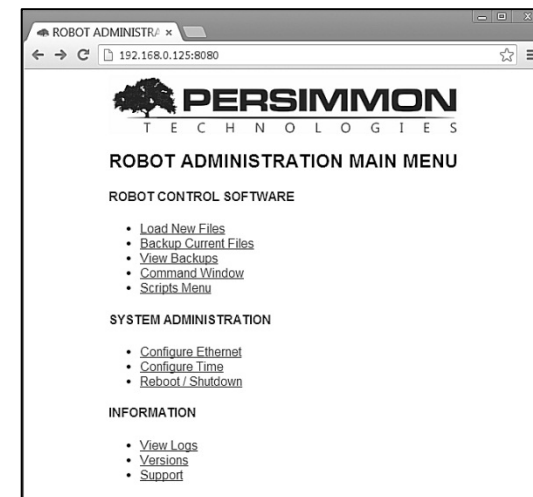 ROBOT ADMINISTRA
192.168.0.125:8080
PERSIMMON
TECHNOLOGIES
ROBOT ADMINISTRATION MAIN MENU
ROBOT CONTROL SOFTWARE
• Load New Files
• Backup Current Files
• View Backups
• Command Window
• Scripts Menu
SYSTEM ADMINISTRATION
• Configure Ethernet
• Configure Time
• Reboot / Shutdown
INFORMATION
• View Logs
• Versions
• Support